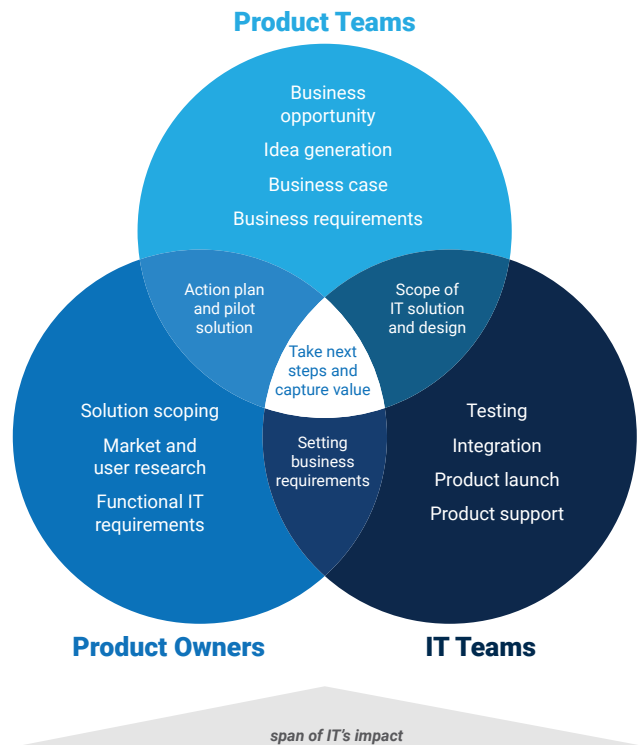 Product Teams
Business
opportunity
Idea generation
Business case
Business requirements
Action plan
and pilot
solution
Scope of
IT solution
and design
Take next
steps and
capture value
Solution scoping
Market and
user research
Functional IT
requirements
Setting
business
requirements
Testing
Integration
Product launch
Product support
Product Owners
IT Teams
span of IT's impact